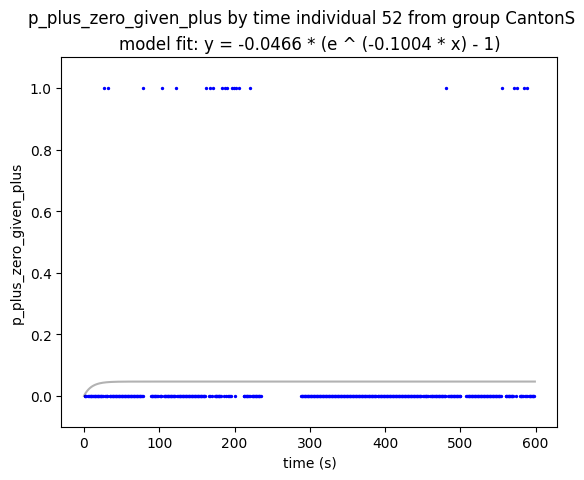 p_plus_zero_given_plus by time individual 52 from group CantonS
model fit: y = -0.0466 * (e ^ (-0.1004 * x) - 1)
1.0
0.8
0.6
0.4
0.2
0.0
p_plus_zero_given_plus
0 100 200 300 400 500 600
time (s)